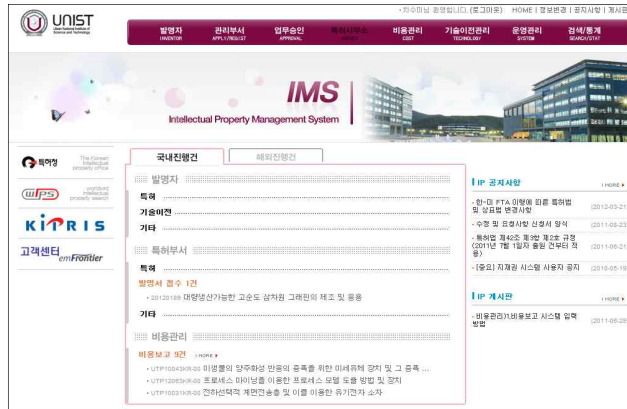 UNIST
·차수미님 환영합니다. (로그아웃) HOME | 정보변경 | 공지사항 | 게시판
발명자 관리부서 업무승인 특허사무소 비용관리 기술이전관리 운영관리 검색/통계
INVENTOR APPLY/REGIST APPROVAL COST TECHNOLOGY SYSTEM SEARCH/STAT
IMS
Intellectual Property Management System
특허청 The Korean intellectual property office
WIPS worldwide intellectual property search
KIPRIS
고객센터 emFrontier
국내진행건 해외진행건
발명자
특허
기술이전
기타
특허부서
특허
발명서 접수 1건
· 20120189 대량생산가능한 고순도 삼차원 그래핀의 제조 및 응용
기타
비용관리
비용보고 9건 MORE
· UTP10043KR-00 미생물의 양주화성 반응의 증폭을 위한 미세유체 장치 및 그 증폭 ...
· UTP12063KR-00 프로세스 마이닝을 이용한 프로세스 모델 도출 방법 및 장치
· UTP10031KR-00 전하선택적 계면전송층 및 이를 이용한 유기전자 소자
IP 공지사항 MORE
· 한-미 FTA 이행에 따른 특허법 및 상표법 변경사항 (2012-03-21
· 수정 및 요청사항 신청서 양식 (2011-08-23
· 특허법 제42조 제3항 제2호 규정 (2011년 7월 1일자 출원 건부터 적용) (2011-06-21
· [중요] 지재권 시스템 사용자 공지 (2010-05-19
IP 게시판 MORE
· 비용관리)1.비용보고 시스템 입력 방법 (2011-06-28